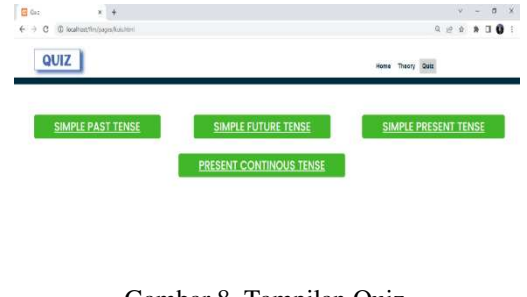 Quiz
localhost/fm/pages/kuis.html
QUIZ
Home Theory Quiz
SIMPLE PAST TENSE
SIMPLE FUTURE TENSE
SIMPLE PRESENT TENSE
PRESENT CONTINOUS TENSE
Gambar 8. Tampilan Quiz